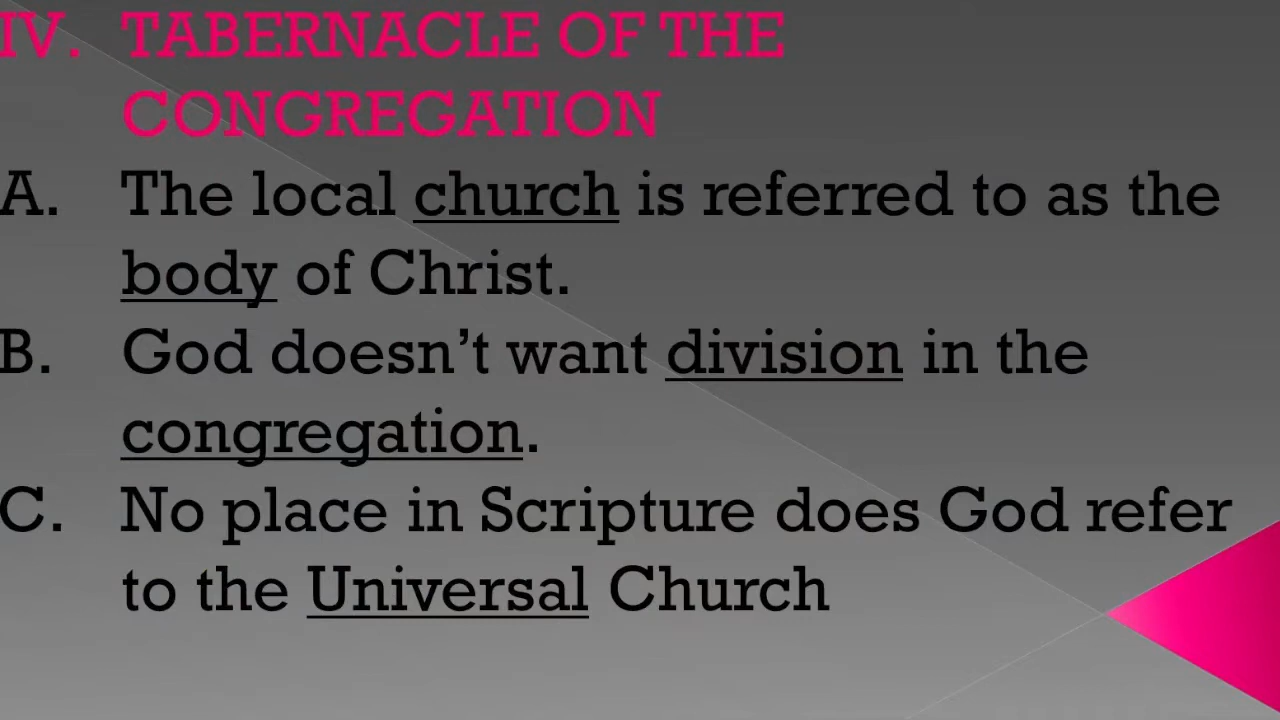 IV. TABERNACLE OF THE
CONGREGATION
A. The local church is referred to as the
body of Christ.
B. God doesn’t want division in the
congregation.
C. No place in Scripture does God refer
to the Universal Church